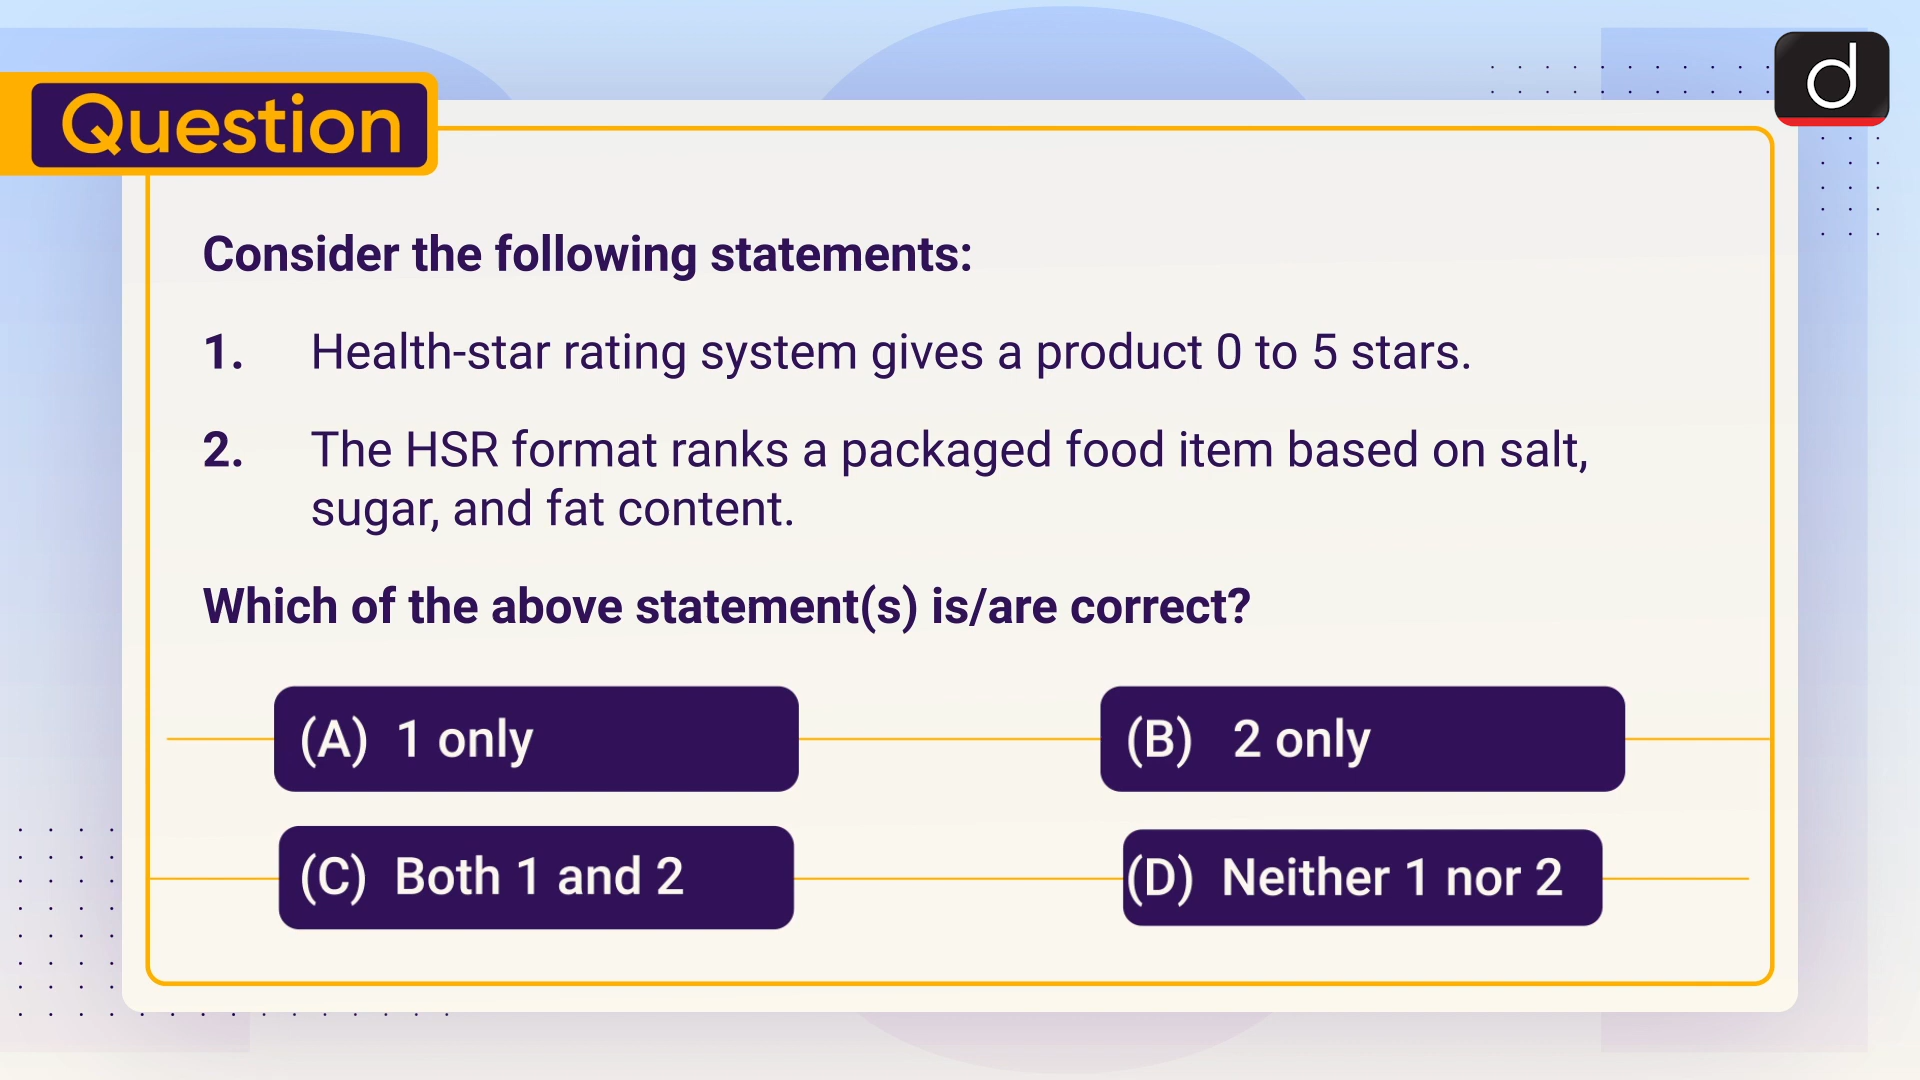 Question
d
Consider the following statements:
1. Health-star rating system gives a product 0 to 5 stars.
2. The HSR format ranks a packaged food item based on salt,
sugar, and fat content.
Which of the above statement(s) is/are correct?
(A) 1 only
(B) 2 only
(C) Both 1 and 2
(D) Neither 1 nor 2